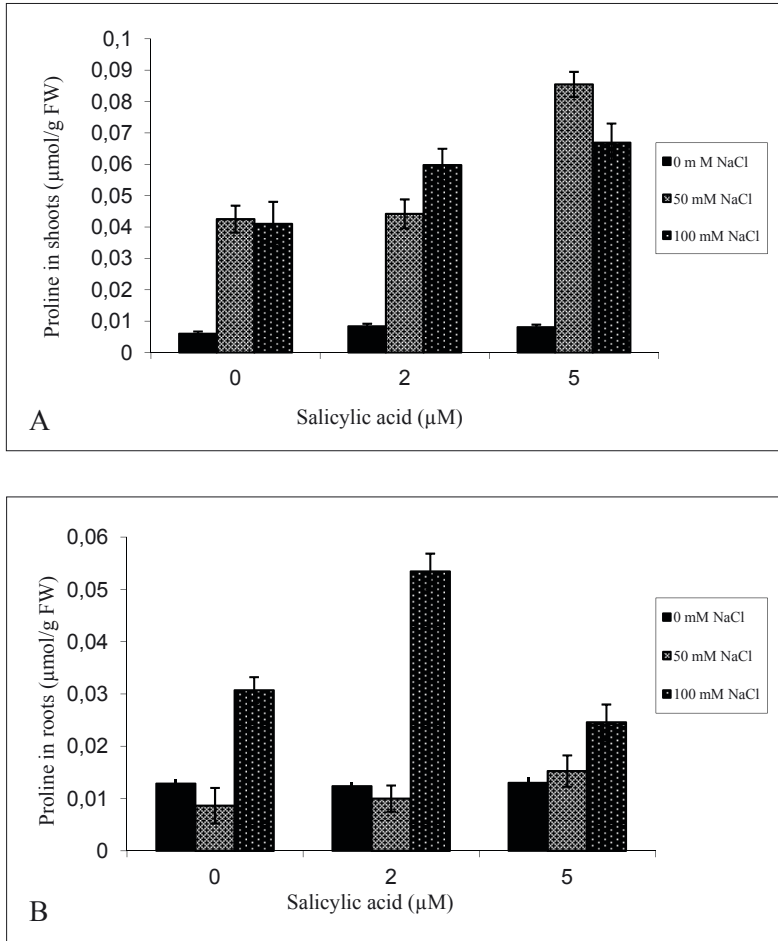 Proline in shoots (µmol/g FW)
0,1
0,09
0,08
0,07
0,06
0,05
0,04
0,03
0,02
0,01
0
0 2 5
Salicylic acid (µM)
0 m M NaCl
50 mM NaCl
100 mM NaCl
A
Proline in roots (µmol/g FW)
0,06
0,05
0,04
0,03
0,02
0,01
0
0 2 5
Salicylic acid (µM)
0 mM NaCl
50 mM NaCl
100 mM NaCl
B